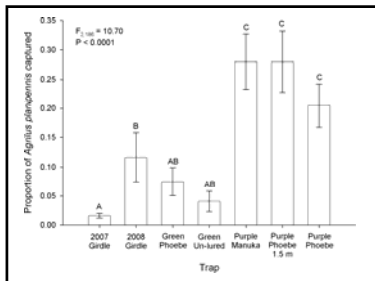 F2,186 = 10.70
P < 0.0001
Proportion of Agrilus planipennis captured
0.35
0.30
0.25
0.20
0.15
0.10
0.05
0.00
A
B
AB
AB
C
C
C
2007 Girdle
2008 Girdle
Green Phoebe
Green Un-lured
Purple Manuka
Purple Phoebe 1.5 m
Purple Phoebe
Trap